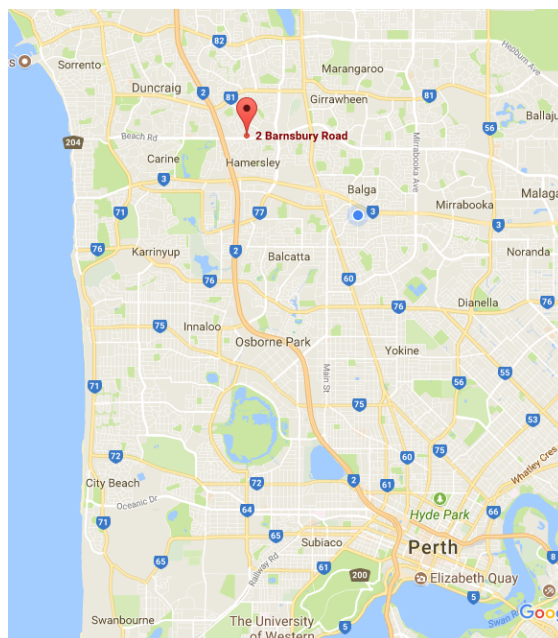 82
Hepburn Ave
s
Sorrento
Marangaroo
Duncraig
2
81
Girrawheen
81
56
Ballaju
204
Beach Rd
2 Barnsbury Road
Mirrabooka Ave
Carine
Hamersley
3
Balga
Malaga
71
77
3
Mirrabooka
3
76
Karrinyup
2
Balcatta
Noranda
76
60
76
Dianella
76
75
Innaloo
Osborne Park
Yokine
Main St
71
56
55
75
53
72
60
75
Whatley Cres
City Beach
72
2
61
Oceanic Dr
64
Hyde Park
66
71
65
Subiaco
Perth
65
Railway Rd
61
200
8
Elizabeth Quay
5
Swanbourne
The University
of Western
5
Swan R
Goo